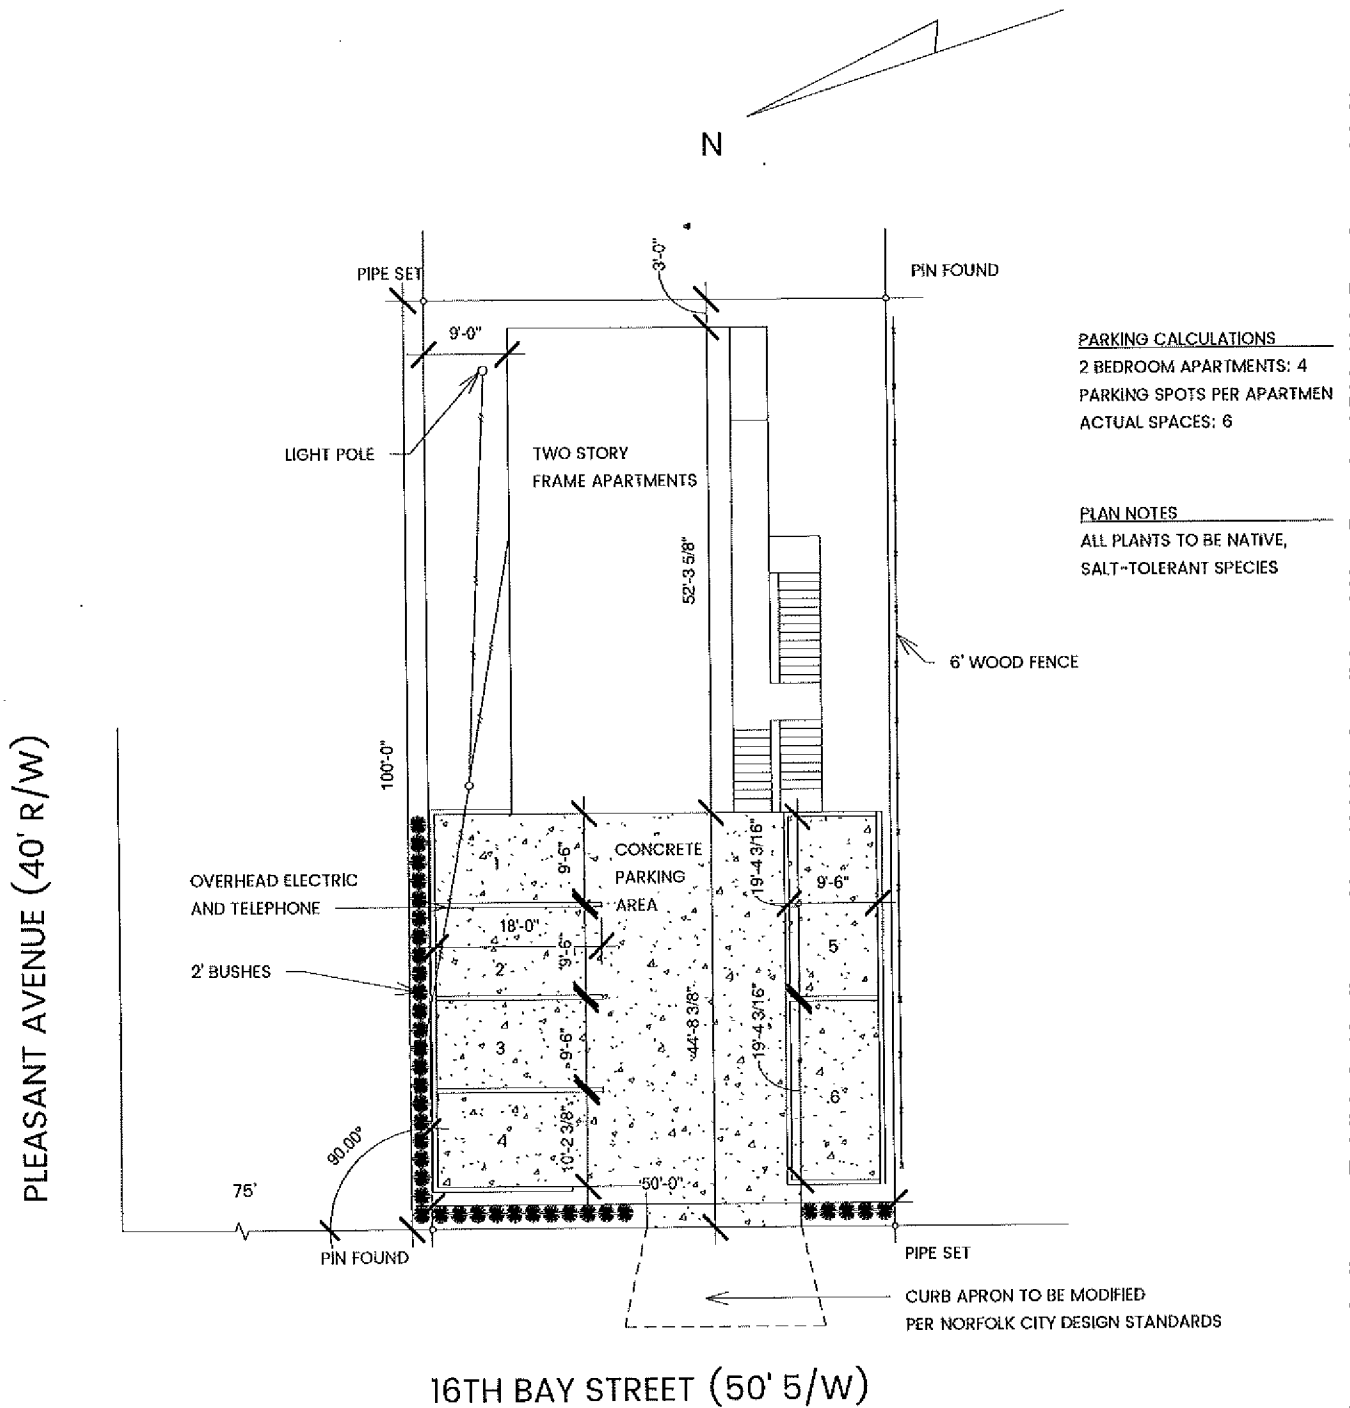 N
3'-0"
PIPE SET
PIN FOUND
9'-0"
PARKING CALCULATIONS
2 BEDROOM APARTMENTS: 4
PARKING SPOTS PER APARTMEN
ACTUAL SPACES: 6
LIGHT POLE
TWO STORY
FRAME APARTMENTS
PLAN NOTES
ALL PLANTS TO BE NATIVE,
SALT-TOLERANT SPECIES
52'-3 5/8"
6' WOOD FENCE
100'-0"
PLEASANT AVENUE (40' R/W)
1
9'-6"
CONCRETE
PARKING
AREA
19'-4 3/16"
9'-6"
OVERHEAD ELECTRIC
AND TELEPHONE
18'-0"
2
9'-6"
5
2' BUSHES
3
9'-6"
44'-8 3/8"
19'-4 3/16"
6
4
10'-2 3/8"
90.00°
50'-0"
75'
PIN FOUND
PIPE SET
CURB APRON TO BE MODIFIED
PER NORFOLK CITY DESIGN STANDARDS
16TH BAY STREET (50' 5/W)